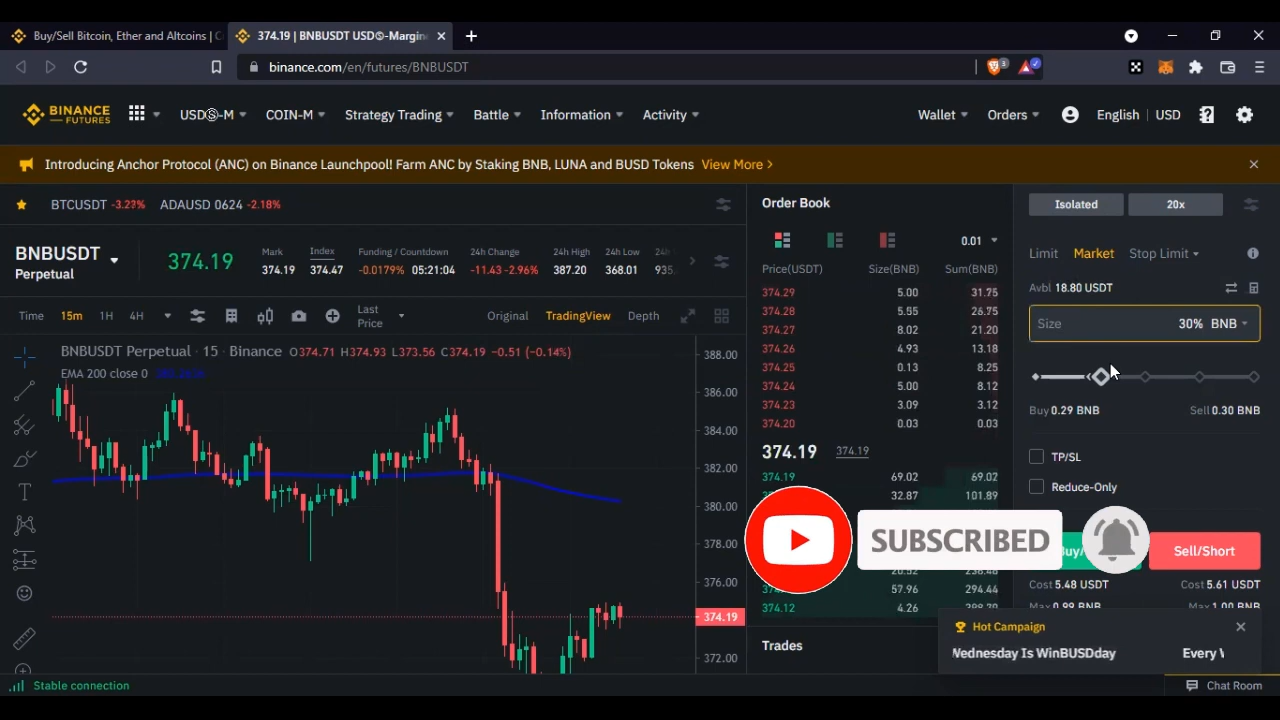 Buy/Sell Bitcoin, Ether and Altcoins |
374.19 | BNBUSDT USDⓈ-Margin
binance.com/en/futures/BNBUSDT
BINANCE FUTURES USDⓈ-M COIN-M Strategy Trading Battle Information Activity Wallet Orders English USD
Introducing Anchor Protocol (ANC) on Binance Launchpool! Farm ANC by Staking BNB, LUNA and BUSD Tokens View More >
BTCUSDT -3.23% ADAUSD 0624 -2.18%
BNBUSDT
Perpetual
374.19
Mark
374.19
Index
374.47
Funding / Countdown
-0.0179% 05:21:04
24h Change
-11.43 -2.96%
24h High
387.20
24h Low
368.01
24h
935.
Time 15m 1H 4H Last Price Original TradingView Depth
BNBUSDT Perpetual · 15 · Binance O374.71 H374.93 L373.56 C374.19 -0.51 (-0.14%)
EMA 200 close 0
388.00
386.00
384.00
382.00
380.00
378.00
376.00
374.19
372.00
Order Book
0.01
Price(USDT) Size(BNB) Sum(BNB)
374.29 5.00 31.75
374.28 5.55 26.75
374.27 8.02 21.20
374.26 4.93 13.18
374.25 0.13 8.25
374.24 5.00 8.12
374.23 3.09 3.12
374.20 0.03 0.03
374.19 374.19
374.19 69.02 69.02
32.87 101.89
57.96 294.44
374.12 4.26
Trades
Isolated 20x
Limit Market Stop Limit
Avbl 18.80 USDT
Size 30% BNB
Buy 0.29 BNB Sell 0.30 BNB
TP/SL
Reduce-Only
SUBSCRIBED
Sell/Short
Cost 5.48 USDT Cost 5.61 USDT
Max 0.99 BNB Max 1.00 BNB
Hot Campaign
Wednesday Is WinBUSDday Every
Stable connection
Chat Room